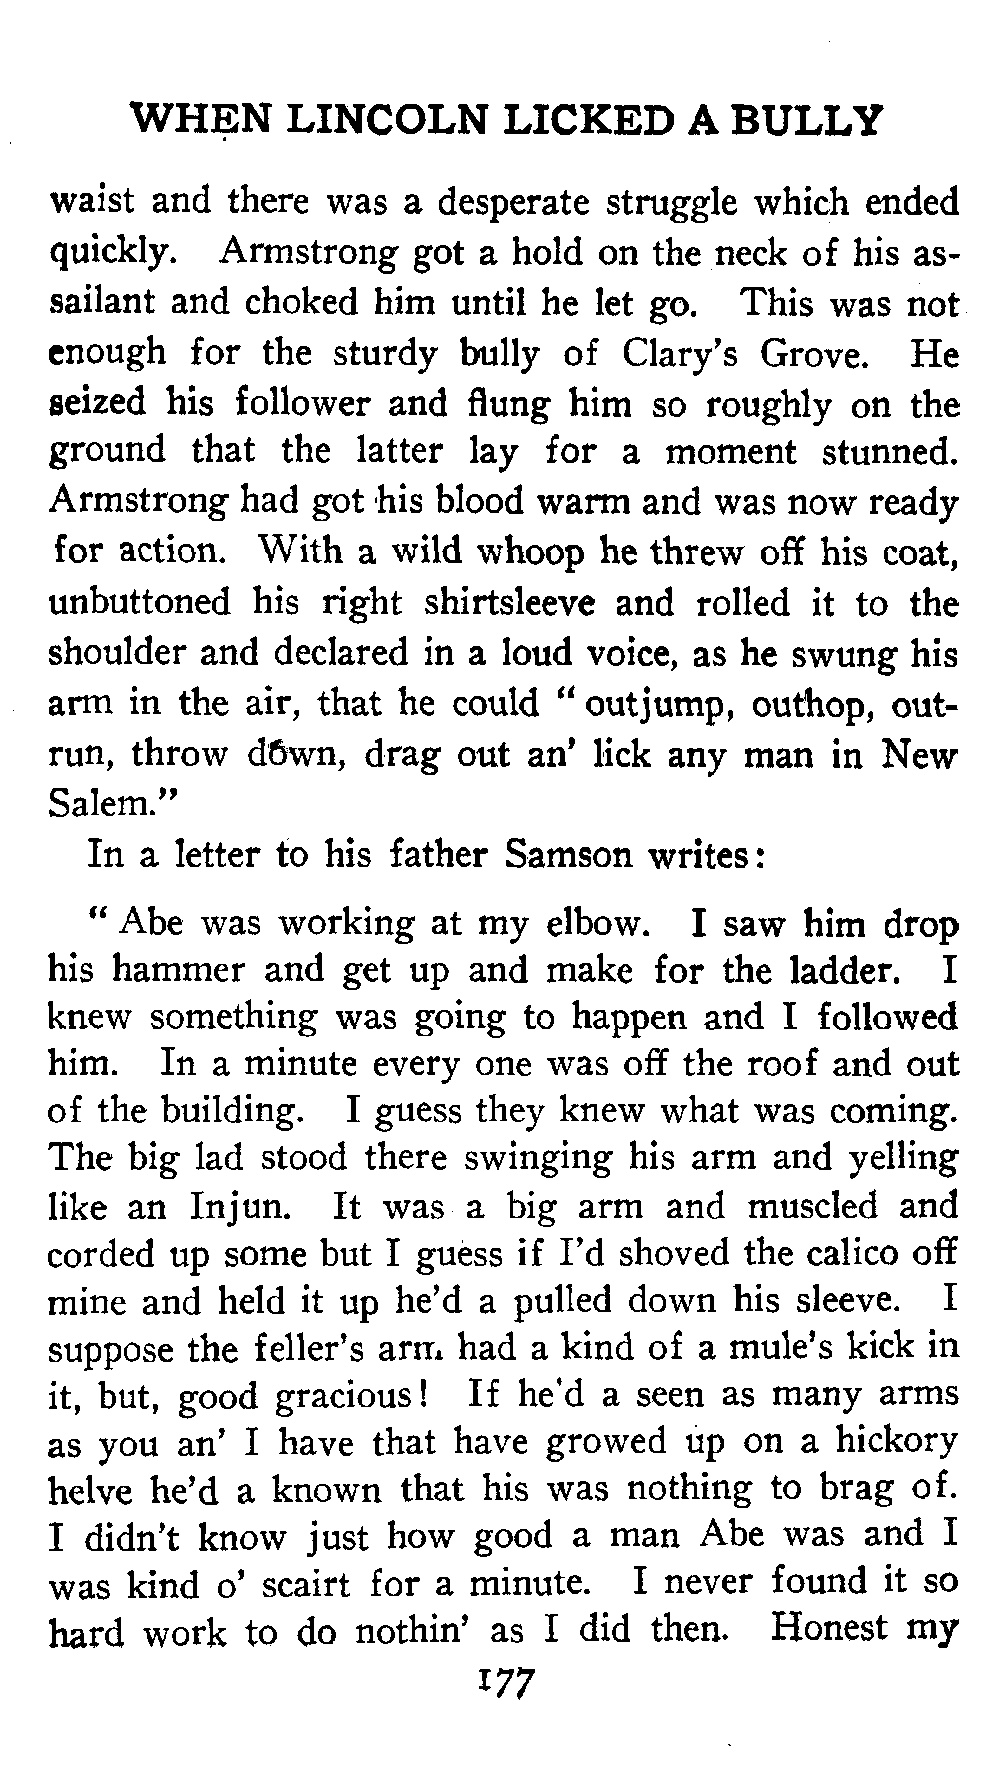 WHEN LINCOLN LICKED A BULLY
waist and there was a desperate struggle which ended
quickly. Armstrong got a hold on the neck of his as-
sailant and choked him until he let go. This was not
enough for the sturdy bully of Clary's Grove. He
seized his follower and flung him so roughly on the
ground that the latter lay for a moment stunned.
Armstrong had got his blood warm and was now ready
for action. With a wild whoop he threw off his coat,
unbuttoned his right shirtsleeve and rolled it to the
shoulder and declared in a loud voice, as he swung his
arm in the air, that he could "outjump, outhop, out-
run, throw down, drag out an' lick any man in New
Salem."
In a letter to his father Samson writes:
"Abe was working at my elbow. I saw him drop
his hammer and get up and make for the ladder. I
knew something was going to happen and I followed
him. In a minute every one was off the roof and out
of the building. I guess they knew what was coming.
The big lad stood there swinging his arm and yelling
like an Injun. It was a big arm and muscled and
corded up some but I guess if I'd shoved the calico off
mine and held it up he'd a pulled down his sleeve. I
suppose the feller's arm had a kind of a mule's kick in
it, but, good gracious! If he'd a seen as many arms
as you an' I have that have growed up on a hickory
helve he'd a known that his was nothing to brag of.
I didn't know just how good a man Abe was and I
was kind o' scairt for a minute. I never found it so
hard work to do nothin' as I did then. Honest my
177